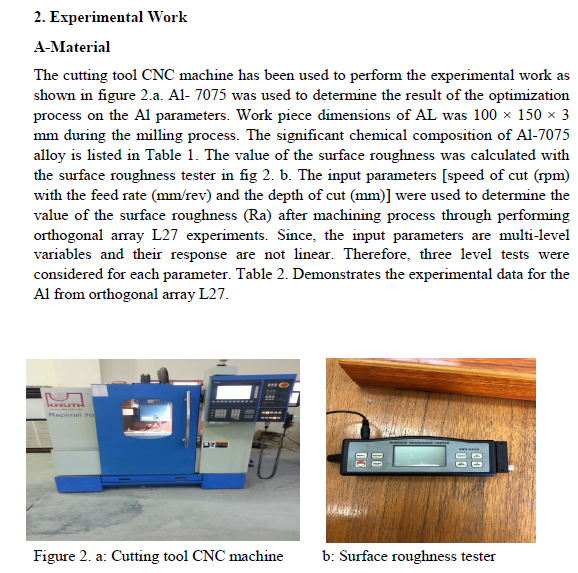 2. Experimental Work
A-Material
The cutting tool CNC machine has been used to perform the experimental work as
shown in figure 2.a. Al- 7075 was used to determine the result of the optimization
process on the Al parameters. Work piece dimensions of AL was 100 × 150 × 3
mm during the milling process. The significant chemical composition of Al-7075
alloy is listed in Table 1. The value of the surface roughness was calculated with
the surface roughness tester in fig 2. b. The input parameters [speed of cut (rpm)
with the feed rate (mm/rev) and the depth of cut (mm)] were used to determine the
value of the surface roughness (Ra) after machining process through performing
orthogonal array L27 experiments. Since, the input parameters are multi-level
variables and their response are not linear. Therefore, three level tests were
considered for each parameter. Table 2. Demonstrates the experimental data for the
Al from orthogonal array L27.
KNUTH
SURFACE ROUGHNESS TESTER
Figure 2. a: Cutting tool CNC machine
b: Surface roughness tester